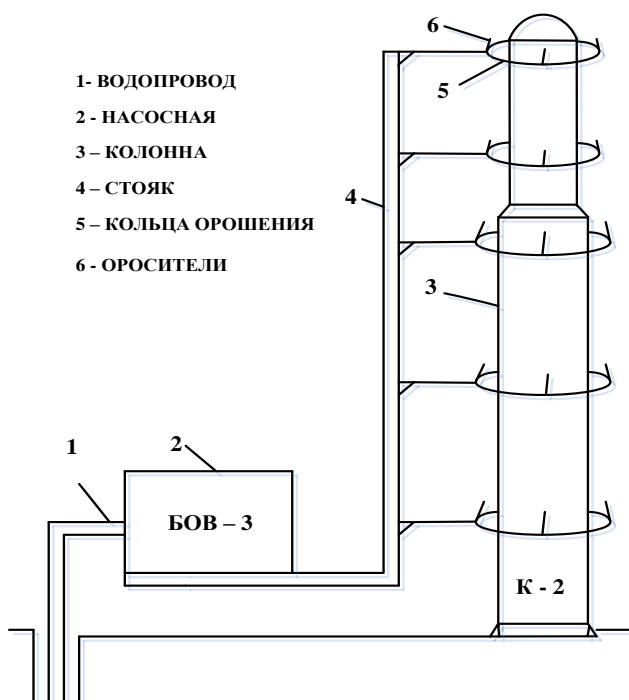 6
1- ВОДОПРОВОД
5
2 - НАСОСНАЯ
3 – КОЛОННА
4 – СТОЯК
4
5 – КОЛЬЦА ОРОШЕНИЯ
6 - ОРОСИТЕЛИ
3
1
2
БОВ – 3
К - 2